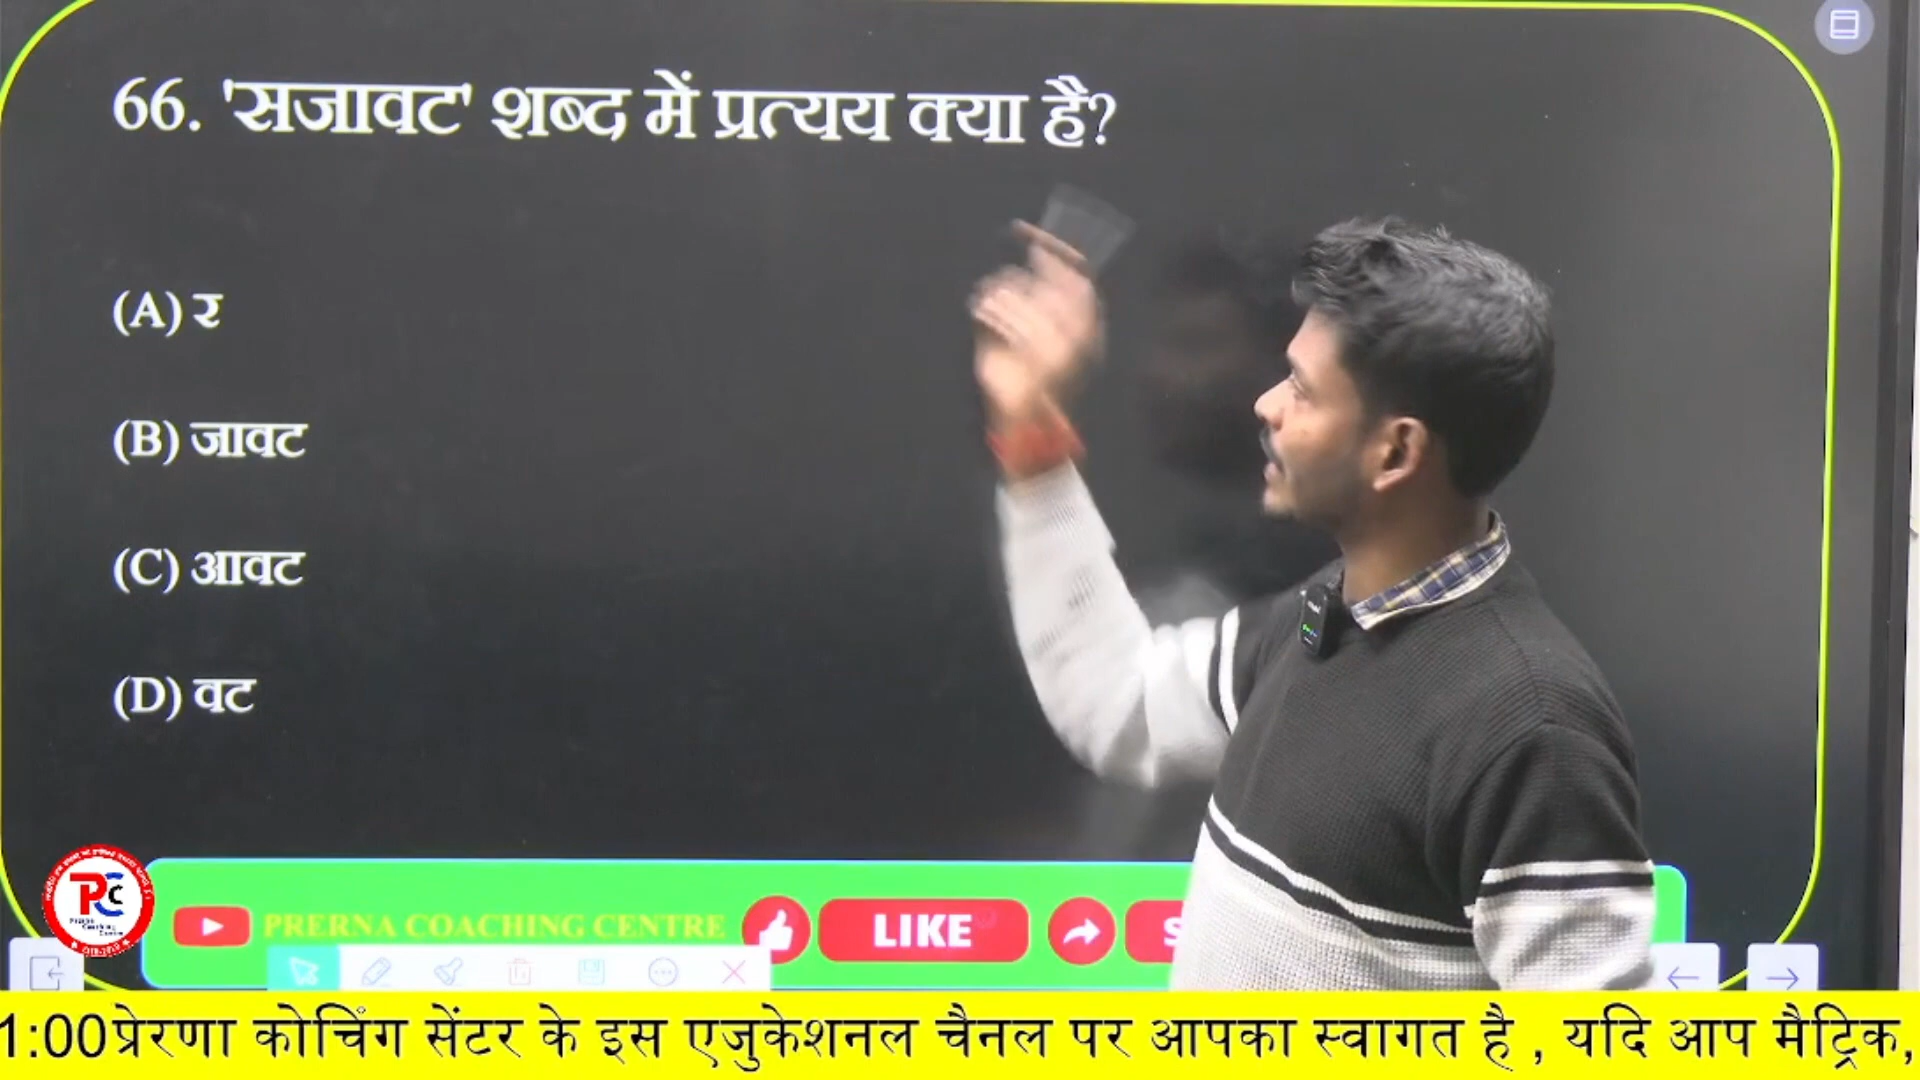 66. 'सजावट' शब्द में प्रत्यय क्या है?
(A) र
(B) जावट
(C) आवट
(D) वट
PRERNA COACHING CENTRE
LIKE
S
1:00प्रेरणा कोचिंग सेंटर के इस एजुकेशनल चैनल पर आपका स्वागत है , यदि आप मैट्रिक,